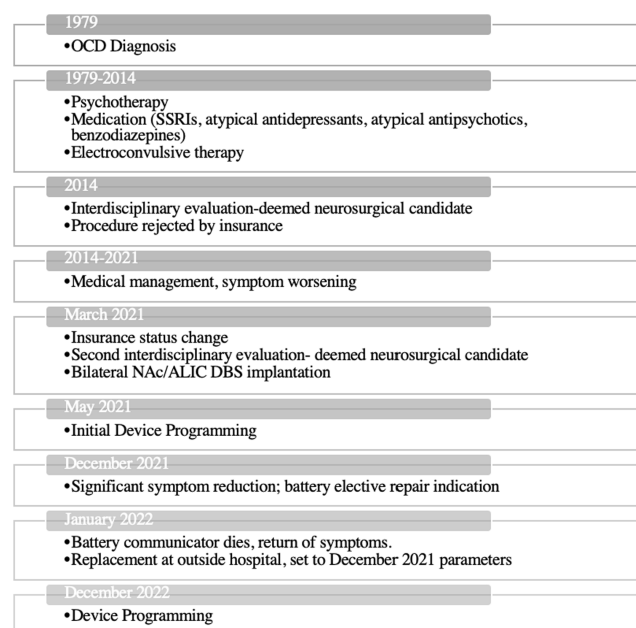 1979
•OCD Diagnosis
1979-2014
•Psychotherapy
•Medication (SSRIs, atypical antidepressants, atypical antipsychotics,
benzodiazepines)
•Electroconvulsive therapy
2014
•Interdisciplinary evaluation-deemed neurosurgical candidate
•Procedure rejected by insurance
2014-2021
•Medical management, symptom worsening
March 2021
•Insurance status change
•Second interdisciplinary evaluation- deemed neurosurgical candidate
•Bilateral NAc/ALIC DBS implantation
May 2021
•Initial Device Programming
December 2021
•Significant symptom reduction; battery elective repair indication
January 2022
•Battery communicator dies, return of symptoms.
•Replacement at outside hospital, set to December 2021 parameters
December 2022
•Device Programming